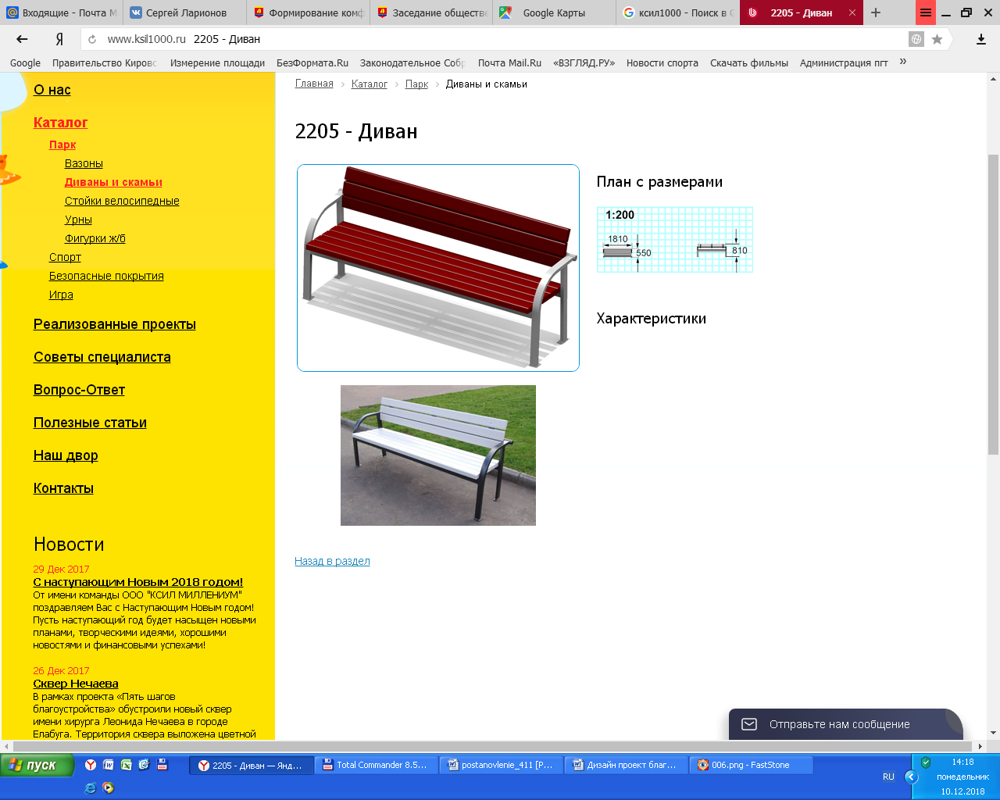 Входящие - Почта M
Сергей Ларионов
Формирование комф
Заседание обществе
Google Карты
ксил1000 - Поиск в G
2205 - Диван
www.ksil1000.ru 2205 - Диван
Google
Правительство Кировс
Измерение площади
БезФормата.Ru
Законодательное Собр
Почта Mail.Ru
«ВЗГЛЯД.РУ»
Новости спорта
Скачать фильмы
Администрация пгт
»
О нас
Каталог
Парк
Вазоны
Диваны и скамьи
Стойки велосипедные
Урны
Фигурки ж/б
Спорт
Безопасные покрытия
Игра
Реализованные проекты
Советы специалиста
Вопрос-Ответ
Полезные статьи
Наш двор
Контакты
Новости
29 Дек 2017
С наступающим Новым 2018 годом!
От имени команды ООО "КСИЛ МИЛЛЕНИУМ"
поздравляем Вас с Наступающим Новым годом!
Пусть наступающий год будет насыщен новыми
планами, творческими идеями, хорошими
новостями и финансовыми успехами!
26 Дек 2017
Сквер Нечаева
В рамках проекта «Пять шагов
благоустройства» обустроили новый сквер
имени хирурга Леонида Нечаева в городе
Елабуга. Территория сквера выложена цветной
Главная › Каталог › Парк › Диваны и скамьи
2205 - Диван
План с размерами
1:200
1810
550
810
Характеристики
Назад в раздел
Отправьте нам сообщение
пуск
2205 - Диван — Янд...
Total Commander 8.5...
postanovlenie_411 [Р...
Дизайн проект благ...
006.png - FastStone
RU
14:18
понедельник
10.12.2018